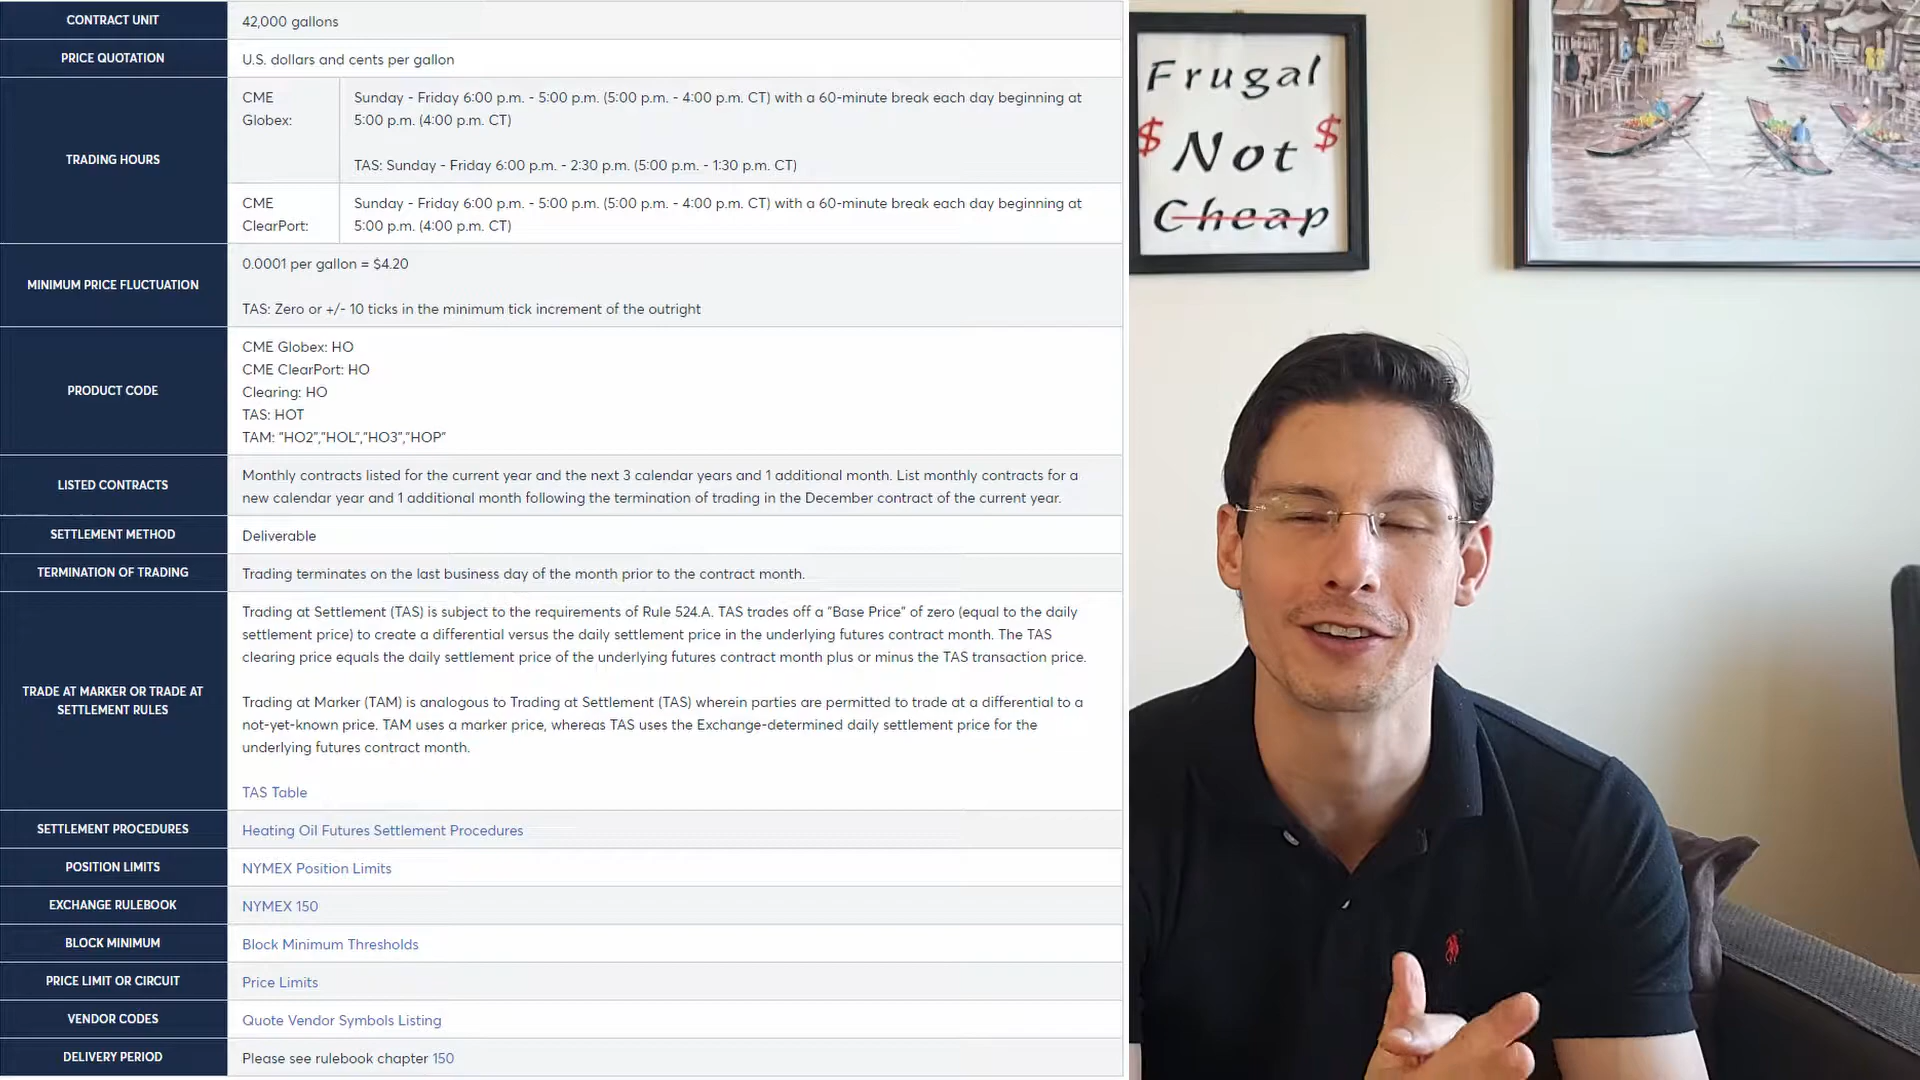 CONTRACT UNIT
42,000 gallons
PRICE QUOTATION
U.S. dollars and cents per gallon
TRADING HOURS
CME
Globex:
Sunday - Friday 6:00 p.m. - 5:00 p.m. (5:00 p.m. - 4:00 p.m. CT) with a 60-minute break each day beginning at
5:00 p.m. (4:00 p.m. CT)
TAS: Sunday - Friday 6:00 p.m. - 2:30 p.m. (5:00 p.m. - 1:30 p.m. CT)
CME
ClearPort:
Sunday - Friday 6:00 p.m. - 5:00 p.m. (5:00 p.m. - 4:00 p.m. CT) with a 60-minute break each day beginning at
5:00 p.m. (4:00 p.m. CT)
MINIMUM PRICE FLUCTUATION
0.0001 per gallon = $4.20
TAS: Zero or +/- 10 ticks in the minimum tick increment of the outright
PRODUCT CODE
CME Globex: HO
CME ClearPort: HO
Clearing: HO
TAS: HOT
TAM: "HO2","HOL","HO3","HOP"
LISTED CONTRACTS
Monthly contracts listed for the current year and the next 3 calendar years and 1 additional month. List monthly contracts for a
new calendar year and 1 additional month following the termination of trading in the December contract of the current year.
SETTLEMENT METHOD
Deliverable
TERMINATION OF TRADING
Trading terminates on the last business day of the month prior to the contract month.
TRADE AT MARKER OR TRADE AT
SETTLEMENT RULES
Trading at Settlement (TAS) is subject to the requirements of Rule 524.A. TAS trades off a "Base Price" of zero (equal to the daily
settlement price) to create a differential versus the daily settlement price in the underlying futures contract month. The TAS
clearing price equals the daily settlement price of the underlying futures contract month plus or minus the TAS transaction price.
Trading at Marker (TAM) is analogous to Trading at Settlement (TAS) wherein parties are permitted to trade at a differential to a
not-yet-known price. TAM uses a marker price, whereas TAS uses the Exchange-determined daily settlement price for the
underlying futures contract month.
TAS Table
SETTLEMENT PROCEDURES
Heating Oil Futures Settlement Procedures
POSITION LIMITS
NYMEX Position Limits
EXCHANGE RULEBOOK
NYMEX 150
BLOCK MINIMUM
Block Minimum Thresholds
PRICE LIMIT OR CIRCUIT
Price Limits
VENDOR CODES
Quote Vendor Symbols Listing
DELIVERY PERIOD
Please see rulebook chapter 150
Frugal
$ Not $
Cheap